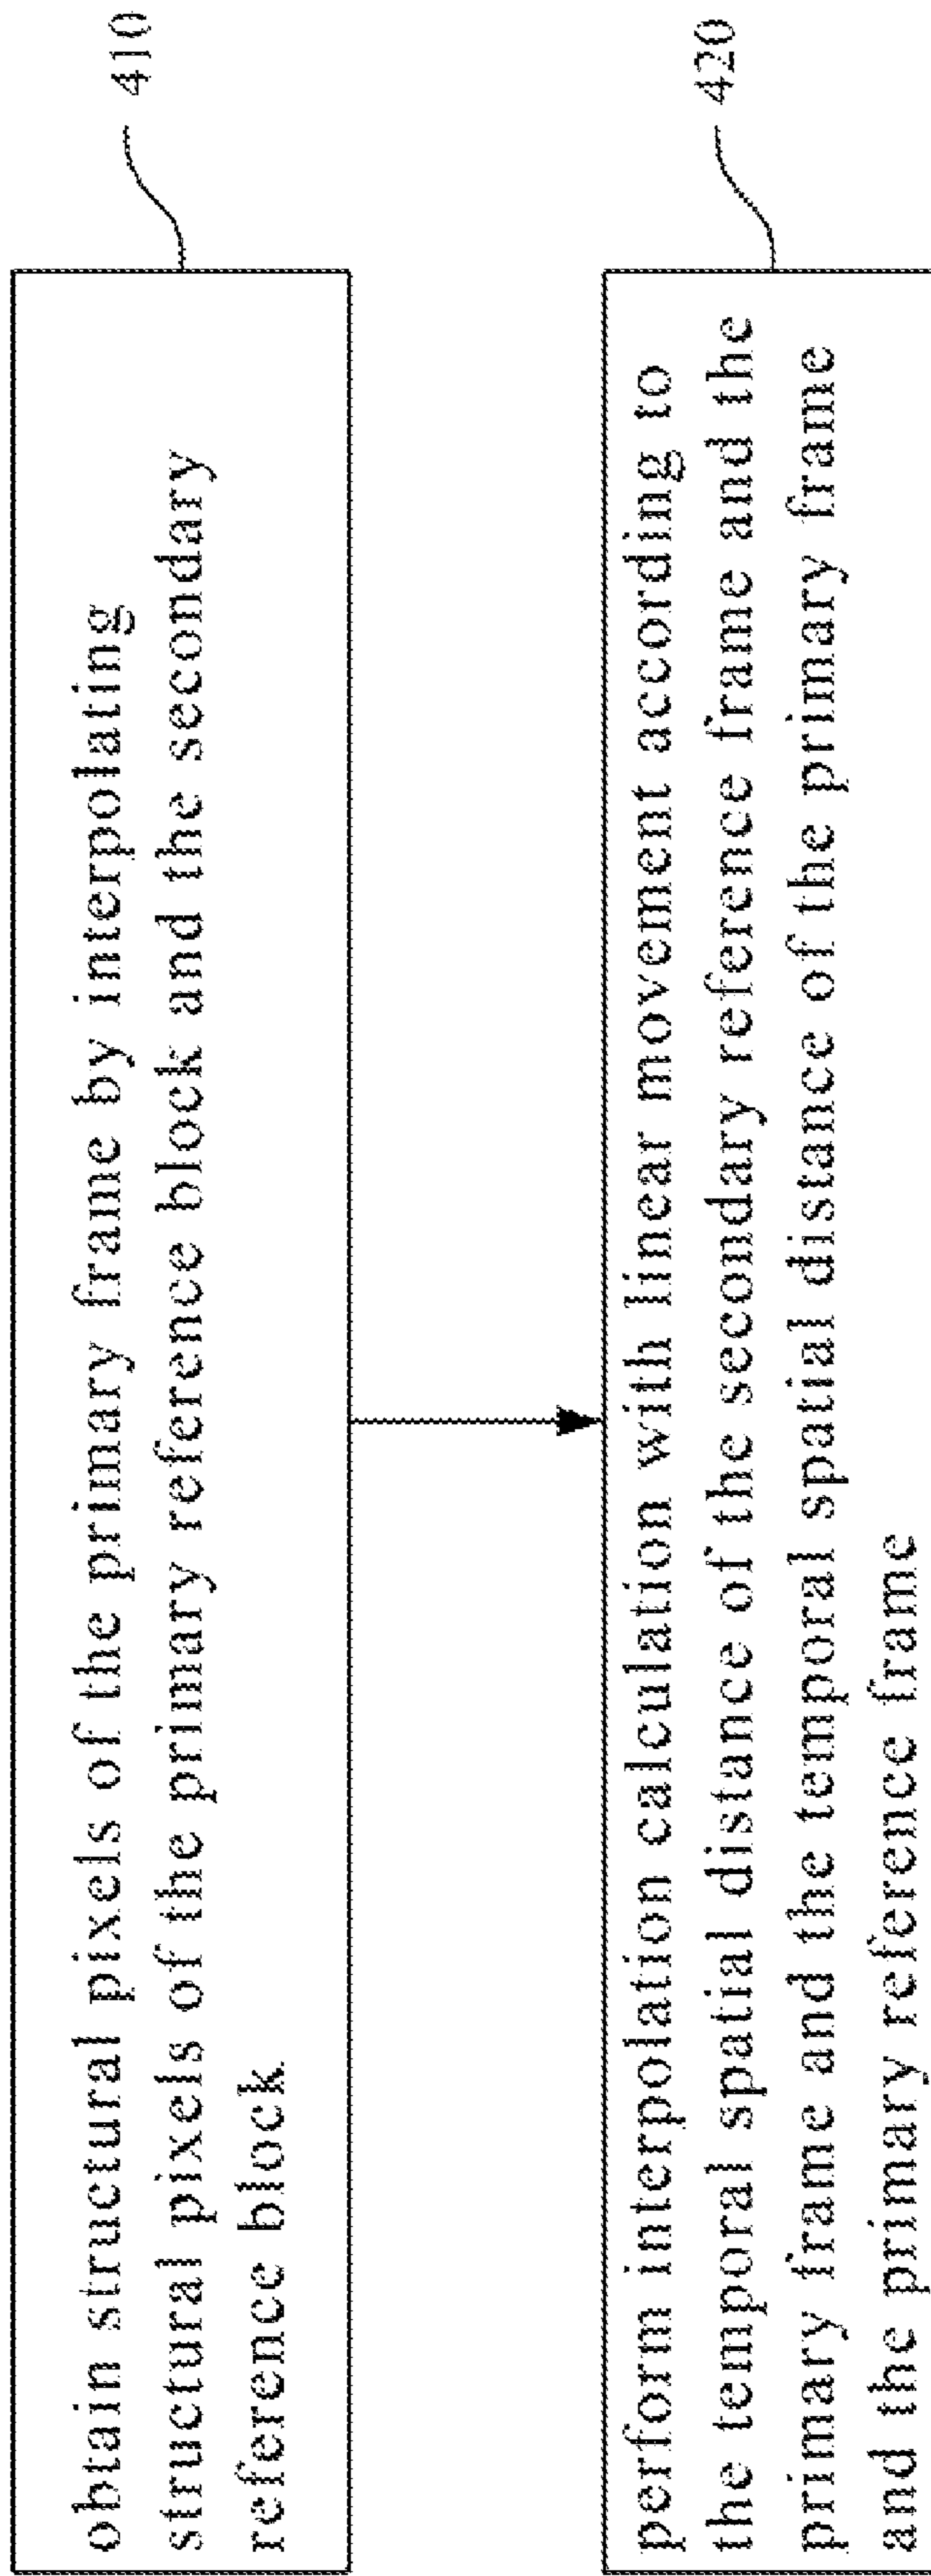 obtain structural pixels of the primary frame by interpolating
structural pixels of the primary reference block and the secondary
reference block
410
perform interpolation calculation with linear movement according to
the temporal spatial distance of the secondary reference frame and the
primary frame and the temporal spatial distance of the primary frame
and the primary reference frame
420